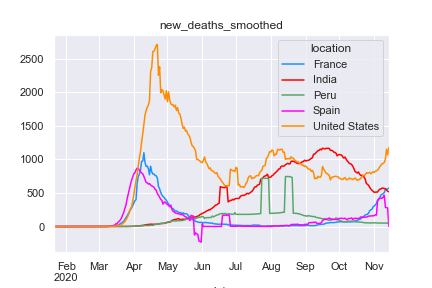 new_deaths_smoothed
location
France
India
Peru
Spain
United States
2500
2000
1500
1000
500
0
Feb Mar Apr May Jun Jul Aug Sep Oct Nov
2020